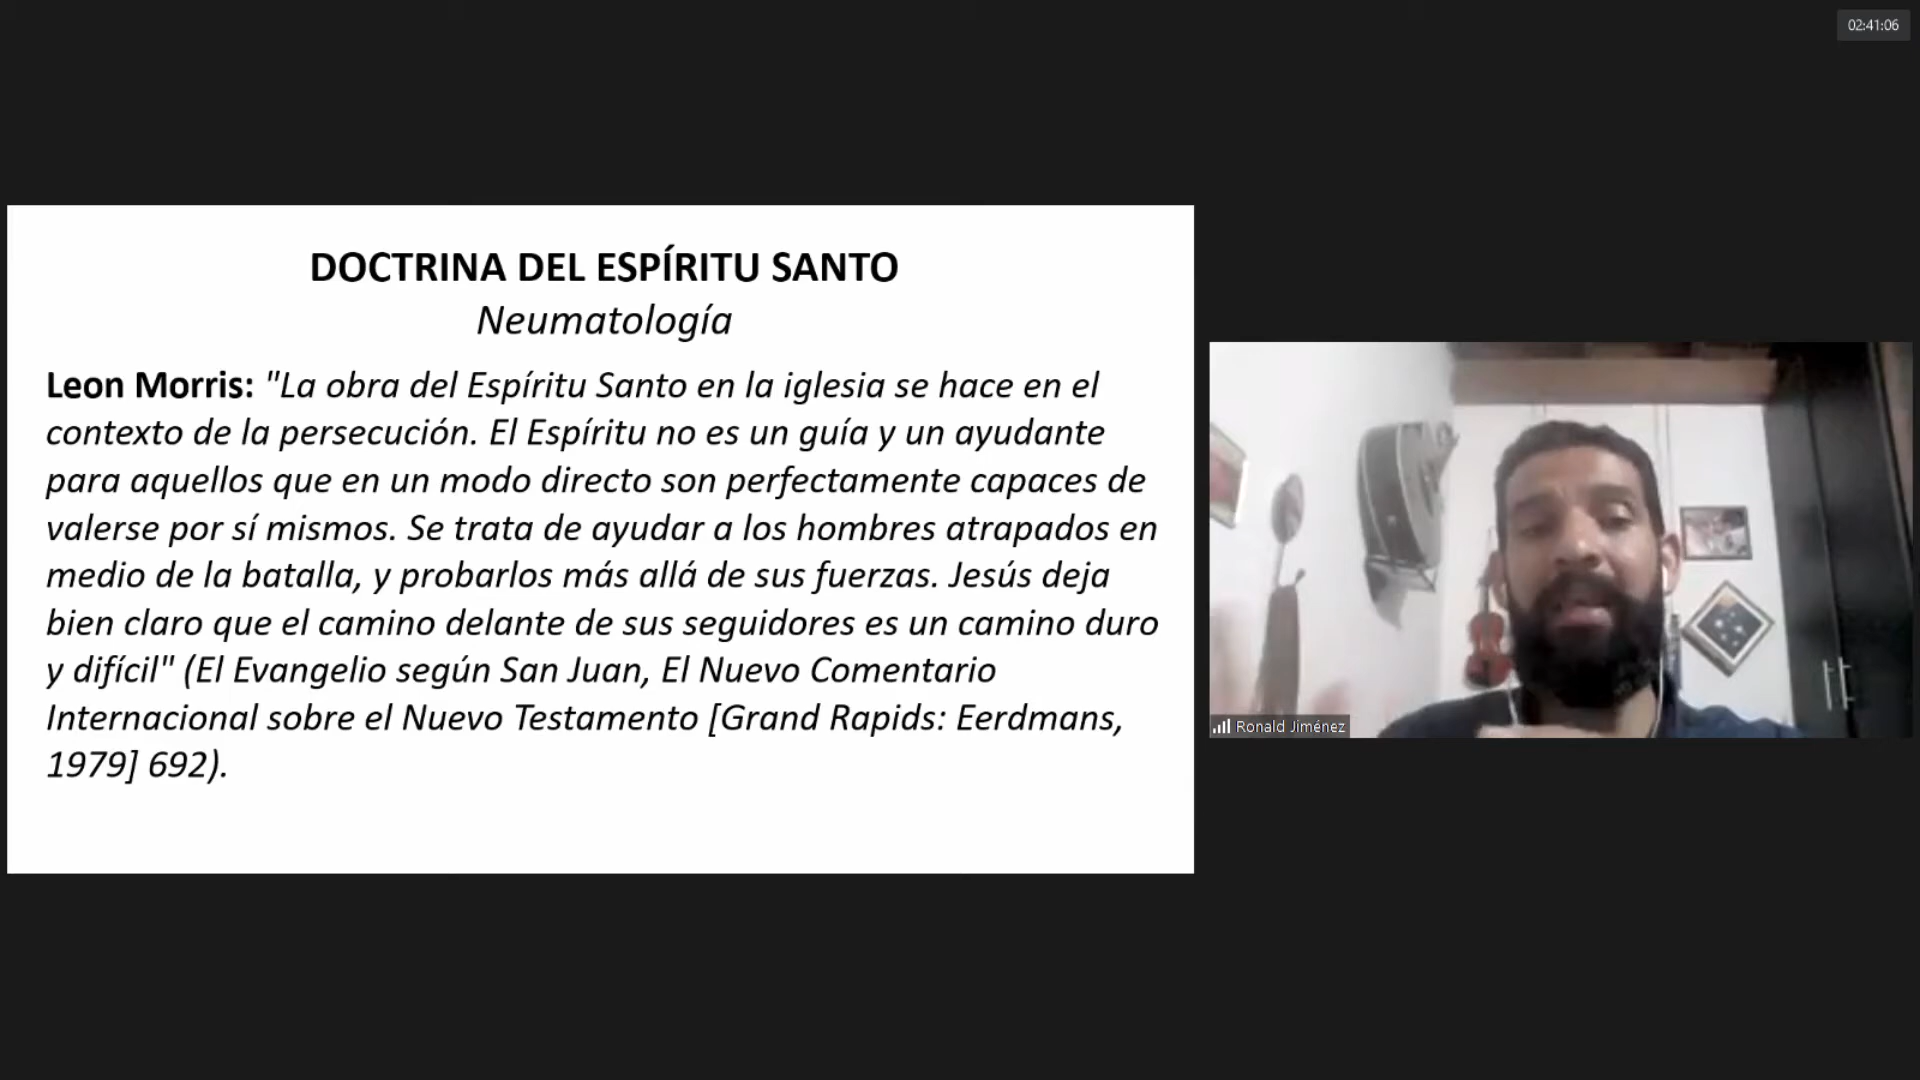 02:41:06
DOCTRINA DEL ESPÍRITU SANTO
Neumatología
Leon Morris: "La obra del Espíritu Santo en la iglesia se hace en el
contexto de la persecución. El Espíritu no es un guía y un ayudante
para aquellos que en un modo directo son perfectamente capaces de
valerse por sí mismos. Se trata de ayudar a los hombres atrapados en
medio de la batalla, y probarlos más allá de sus fuerzas. Jesús deja
bien claro que el camino delante de sus seguidores es un camino duro
y difícil" (El Evangelio según San Juan, El Nuevo Comentario
Internacional sobre el Nuevo Testamento [Grand Rapids: Eerdmans,
1979] 692).
Ronald Jiménez